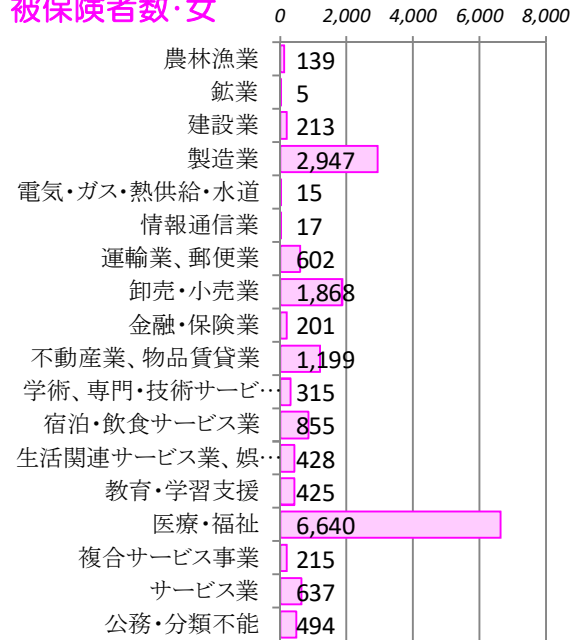 被保険者数・女
0 2,000 4,000 6,000 8,000
農林漁業 139
鉱業 5
建設業 213
製造業 2,947
電気・ガス・熱供給・水道 15
情報通信業 17
運輸業、郵便業 602
卸売・小売業 1,868
金融・保険業 201
不動産業、物品賃貸業 1,199
学術、専門・技術サービ… 315
宿泊・飲食サービス業 855
生活関連サービス業、娯… 428
教育・学習支援 425
医療・福祉 6,640
複合サービス事業 215
サービス業 637
公務・分類不能 494